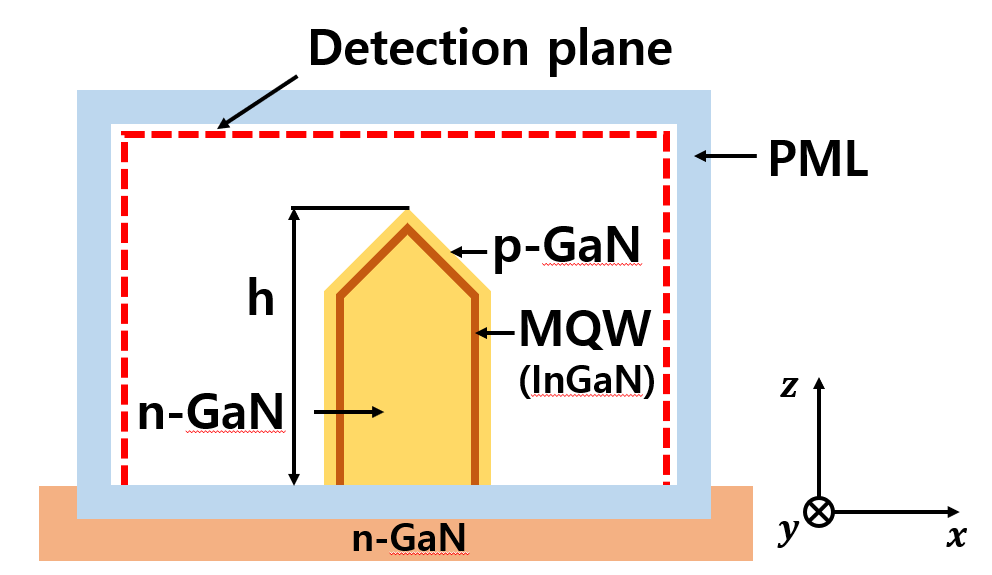 Detection plane
PML
p-GaN
h
MQW
(InGaN)
n-GaN
z
y
x
n-GaN